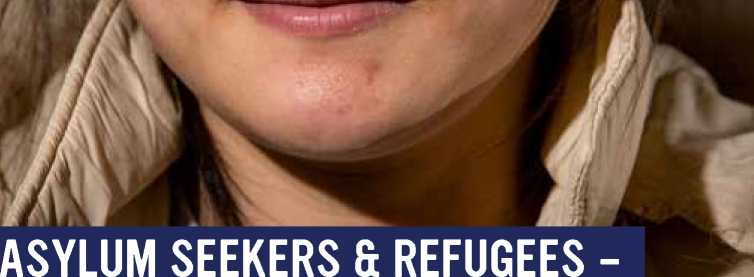 ASYLUM SEEKERS & REFUGEES –